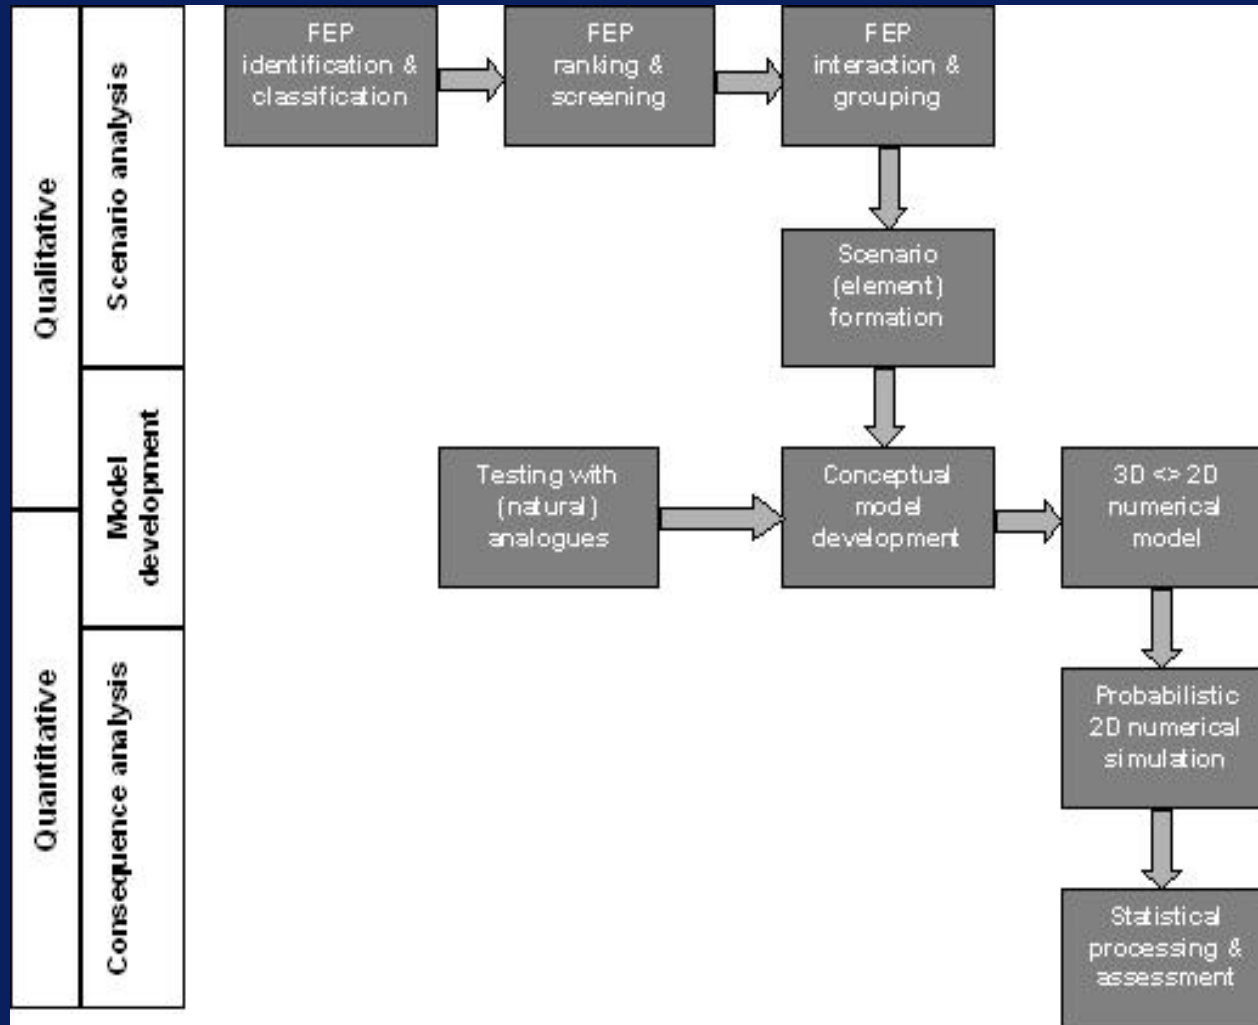 Qualitative
Quantitative
Scenario analysis
Model
development
Consequence analysis
FEP
identification &
classification
FEP
ranking &
screening
FEP
interaction &
grouping
Scenario
(element)
formation
Testing with
(natural)
analogues
Conceptual
model
development
3D <> 2D
numerical
model
Probabilistic
2D numerical
simulation
Statistical
processing &
assessment